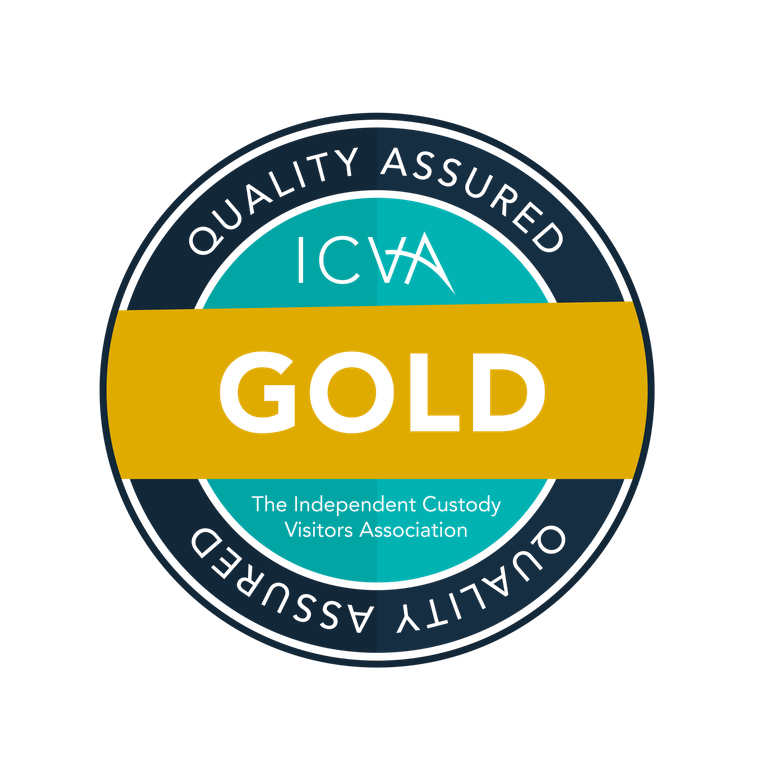 QUALITY ASSURED
ICVA
GOLD
The Independent Custody
Visitors Association
QUALITY ASSURED